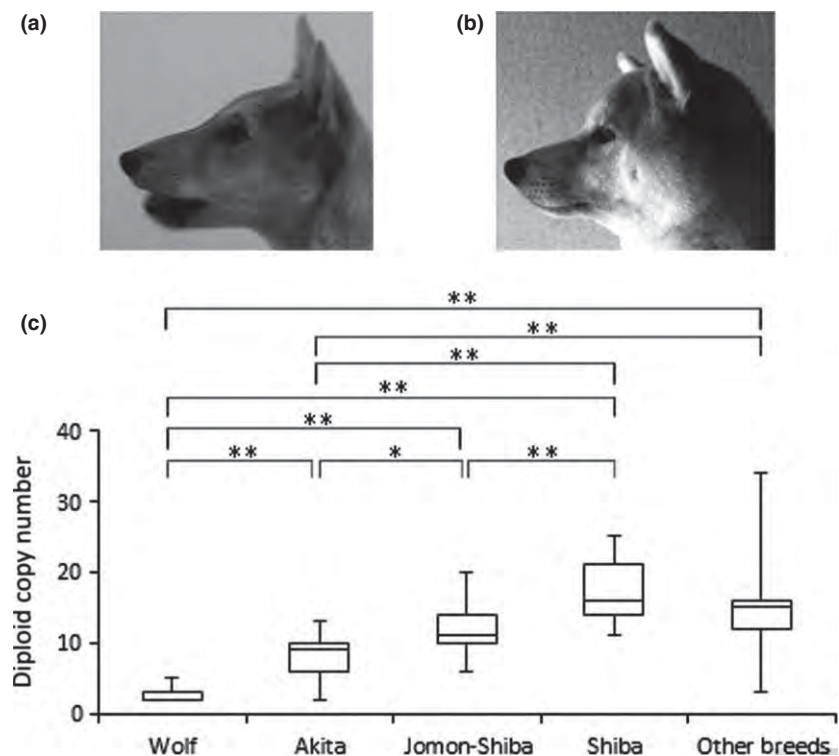 (a)
(b)
(c)
**
**
**
**
**
**
*
**
40
30
20
10
0
Diploid copy number
Wolf
Akita
Jomon-Shiba
Shiba
Other breeds